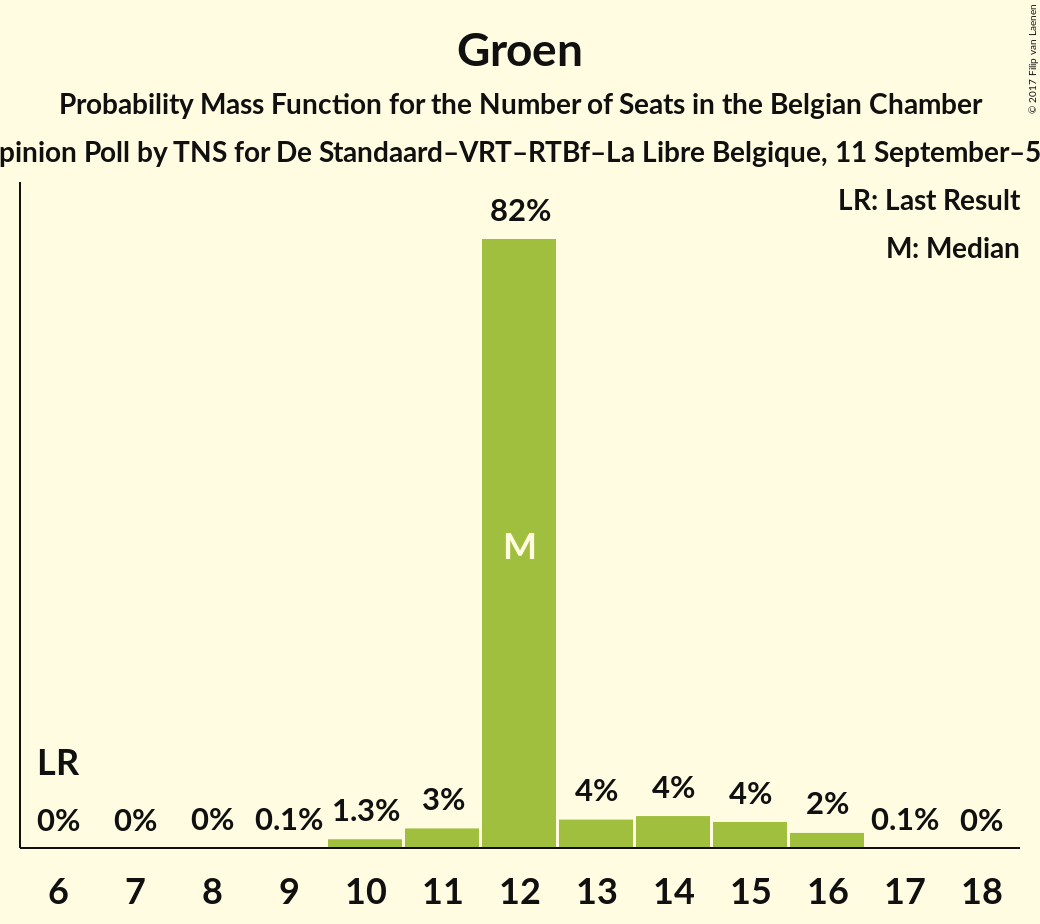 Groen
Probability Mass Function for the Number of Seats in the Belgian Chamber
pinion Poll by TNS for De Standaard–VRT–RTBf–La Libre Belgique, 11 September–5
© 2017 Filip van Laenen
LR: Last Result
M: Median
82%
M
LR
0% 0% 0% 0.1% 1.3% 3% 4% 4% 4% 2% 0.1% 0%
6 7 8 9 10 11 12 13 14 15 16 17 18